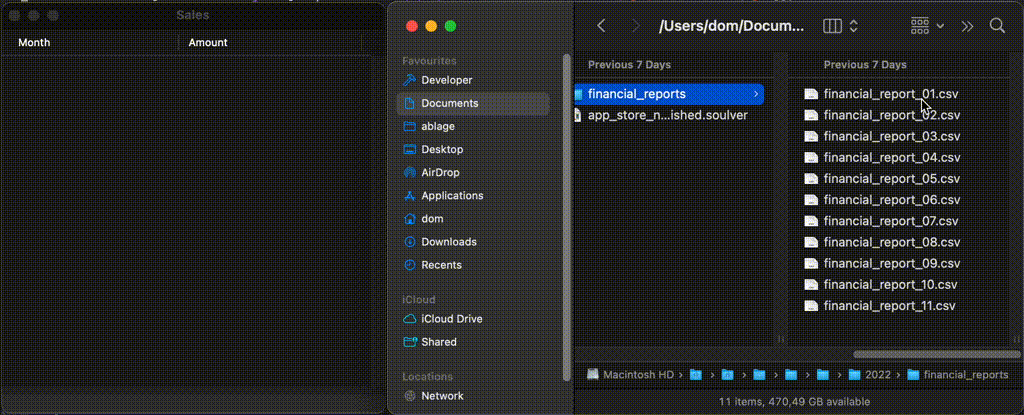 Sales
Month
Amount
Favourites
Developer
Documents
ablage
Desktop
AirDrop
Applications
dom
Downloads
Recents
iCloud
iCloud Drive
Shared
Locations
Network
/Users/dom/Docum...
Previous 7 Days
financial_reports
app_store_n...ished.soulver
Previous 7 Days
financial_report_01.csv
financial_report_02.csv
financial_report_03.csv
financial_report_04.csv
financial_report_05.csv
financial_report_06.csv
financial_report_07.csv
financial_report_08.csv
financial_report_09.csv
financial_report_10.csv
financial_report_11.csv
Macintosh HD › › › › › › 2022 › financial_reports
11 items, 470,49 GB available